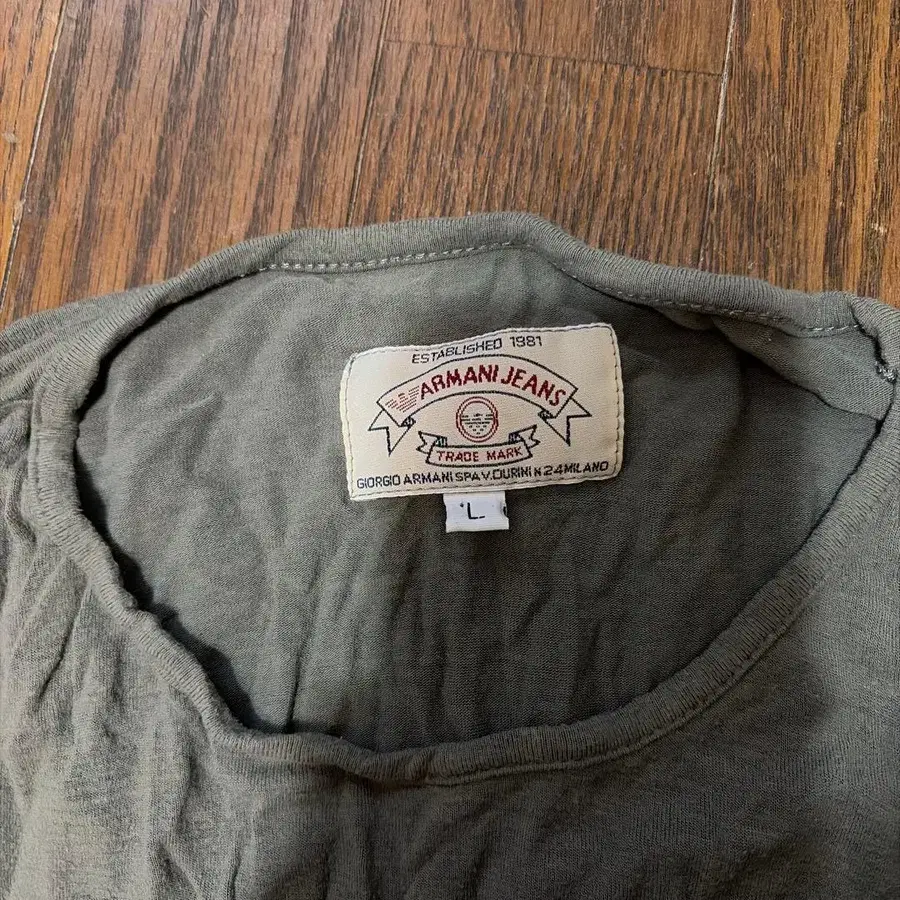 ESTABLISHED 1981
ARMANI JEANS
TRADE MARK
GIORGIO ARMANI SPA V. DURINI N 24 MILANO
L